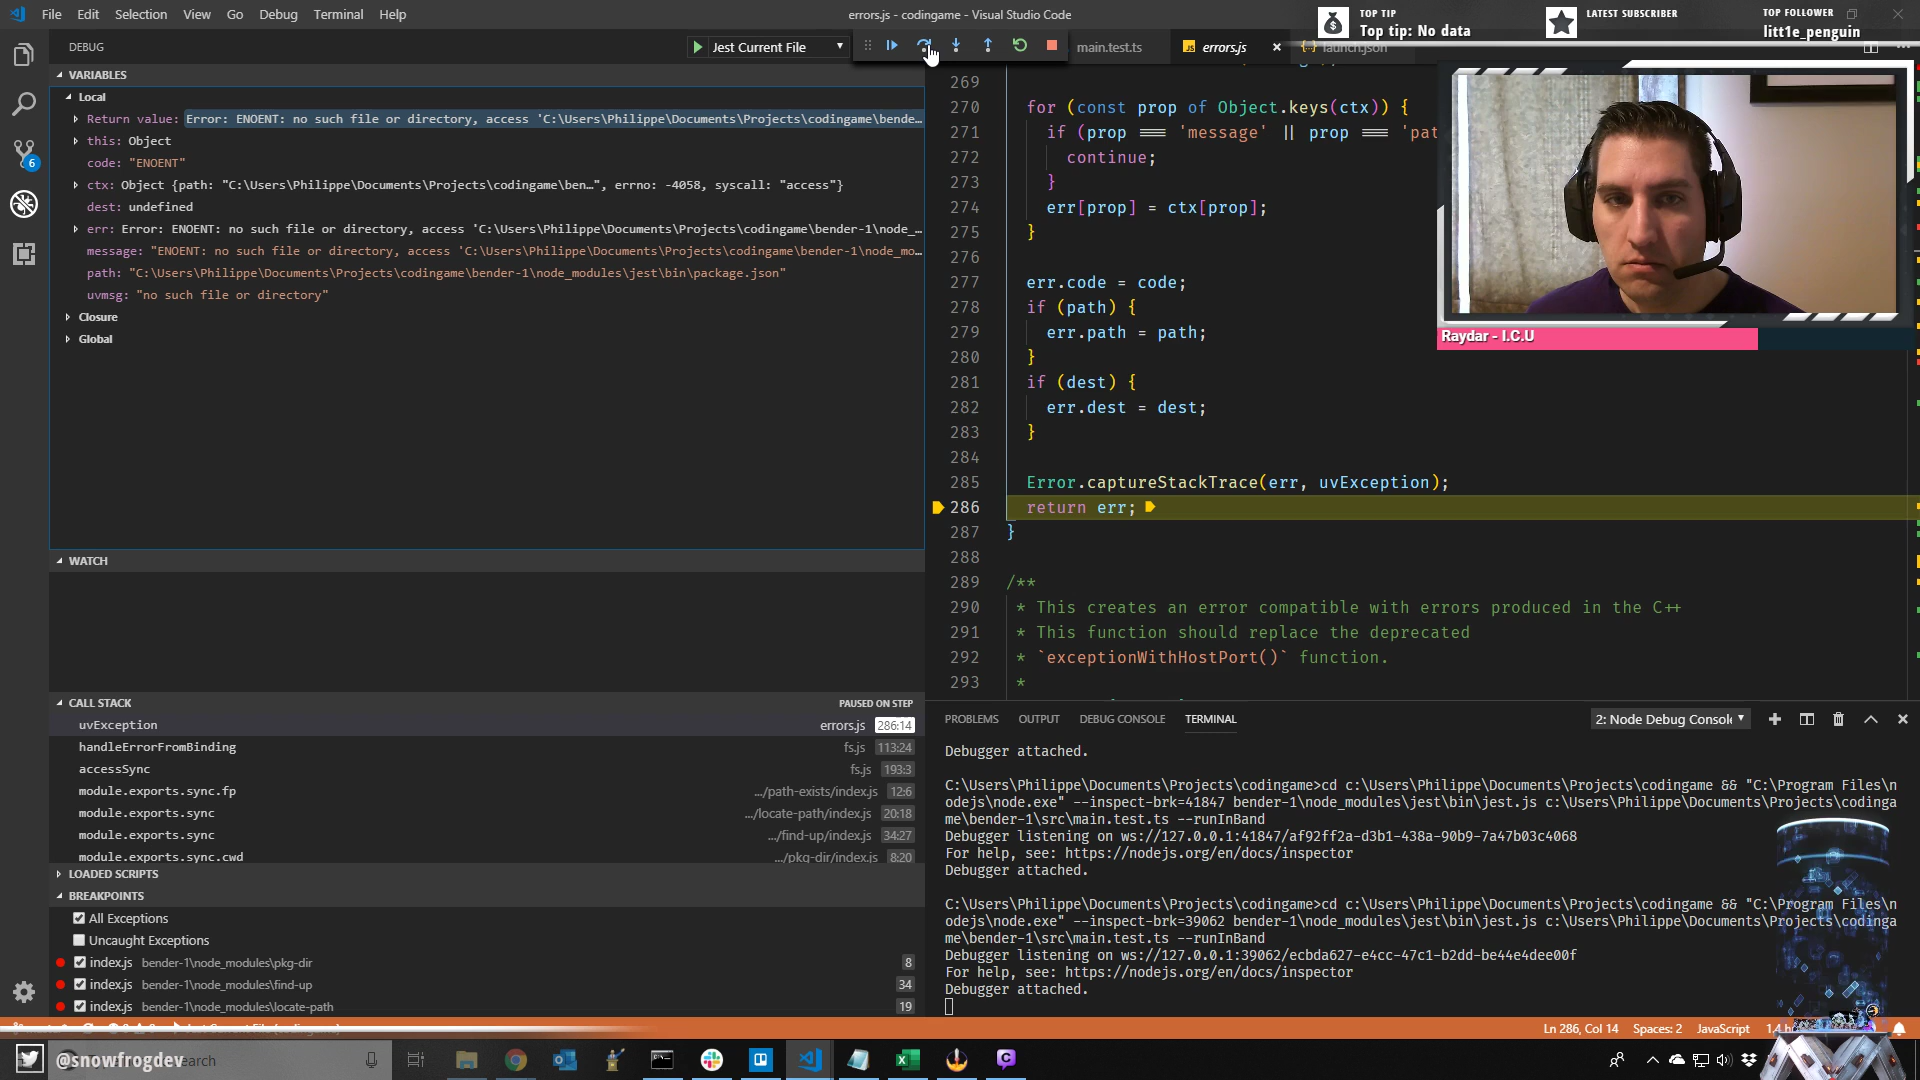 File Edit Selection View Go Debug Terminal Help
errors.js - codingame - Visual Studio Code
TOP TIP
Top tip: No data
LATEST SUBSCRIBER
TOP FOLLOWER
litt1e_penguin
DEBUG
Jest Current File
main.test.ts
errors.js
launch.json
VARIABLES
Local
Return value: Error: ENOENT: no such file or directory, access 'C:\Users\Philippe\Documents\Projects\codingame\bende…
this: Object
code: "ENOENT"
ctx: Object {path: "C:\Users\Philippe\Documents\Projects\codingame\ben…", errno: -4058, syscall: "access"}
dest: undefined
err: Error: ENOENT: no such file or directory, access 'C:\Users\Philippe\Documents\Projects\codingame\bender-1\node_…
message: "ENOENT: no such file or directory, access 'C:\Users\Philippe\Documents\Projects\codingame\bender-1\node_mo…
path: "C:\Users\Philippe\Documents\Projects\codingame\bender-1\node_modules\jest\bin\package.json"
uvmsg: "no such file or directory"
Closure
Global
6
269
270 for (const prop of Object.keys(ctx)) {
271 if (prop === 'message' || prop === 'pat
272 continue;
273 }
274 err[prop] = ctx[prop];
275 }
276
277 err.code = code;
278 if (path) {
279 err.path = path;
280 }
281 if (dest) {
282 err.dest = dest;
283 }
284
285 Error.captureStackTrace(err, uvException);
286 return err;
287 }
288
289 /**
290 * This creates an error compatible with errors produced in the C++
291 * This function should replace the deprecated
292 * `exceptionWithHostPort()` function.
293 *
Raydar - I.C.U
WATCH
CALL STACK
PAUSED ON STEP
uvException errors.js 286:14
handleErrorFromBinding fs.js 113:24
accessSync fs.js 193:3
module.exports.sync.fp …/path-exists/index.js 12:6
module.exports.sync …/locate-path/index.js 20:18
module.exports.sync …/find-up/index.js 34:27
module.exports.sync.cwd …/pkg-dir/index.js 8:20
LOADED SCRIPTS
BREAKPOINTS
All Exceptions
Uncaught Exceptions
index.js bender-1\node_modules\pkg-dir 8
index.js bender-1\node_modules\find-up 34
index.js bender-1\node_modules\locate-path 19
PROBLEMS OUTPUT DEBUG CONSOLE TERMINAL
2: Node Debug Consol
Debugger attached.
C:\Users\Philippe\Documents\Projects\codingame>cd c:\Users\Philippe\Documents\Projects\codingame && "C:\Program Files\n
odejs\node.exe" --inspect-brk=41847 bender-1\node_modules\jest\bin\jest.js c:\Users\Philippe\Documents\Projects\codinga
me\bender-1\src\main.test.ts --runInBand
Debugger listening on ws://127.0.0.1:41847/af92ff2a-d3b1-438a-90b9-7a47b03c4068
For help, see: https://nodejs.org/en/docs/inspector
Debugger attached.
C:\Users\Philippe\Documents\Projects\codingame>cd c:\Users\Philippe\Documents\Projects\codingame && "C:\Program Files\n
odejs\node.exe" --inspect-brk=39062 bender-1\node_modules\jest\bin\jest.js c:\Users\Philippe\Documents\Projects\codinga
me\bender-1\src\main.test.ts --runInBand
Debugger listening on ws://127.0.0.1:39062/ecbda627-e4cc-47c1-b2dd-be44e4dee00f
For help, see: https://nodejs.org/en/docs/inspector
Debugger attached.
Ln 286, Col 14 Spaces: 2 JavaScript
@snowfrogdev